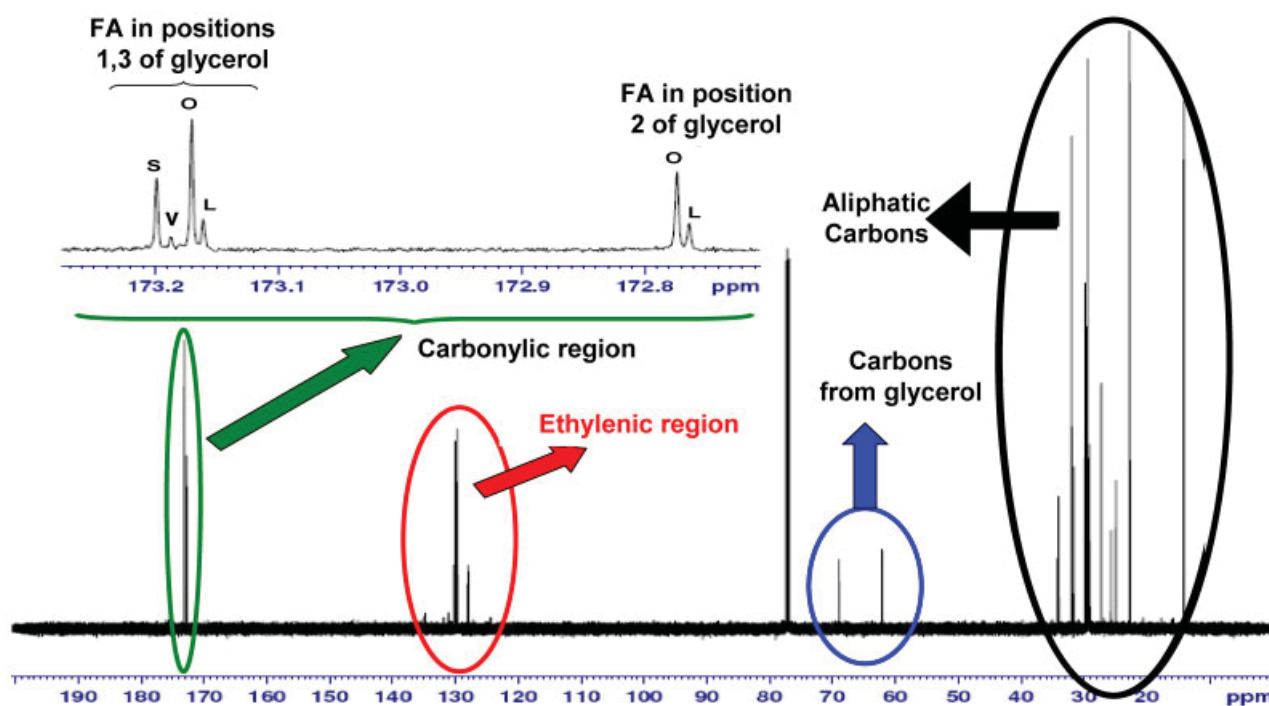 FA in positions
1,3 of glycerol
O
S
V
L
FA in position
2 of glycerol
O
L
173.2 173.1 173.0 172.9 172.8 ppm
Aliphatic
Carbons
Carbonylic region
Carbons
from glycerol
Ethylenic region
190 180 170 160 150 140 130 120 110 100 90 80 70 60 50 40 30 20 ppm